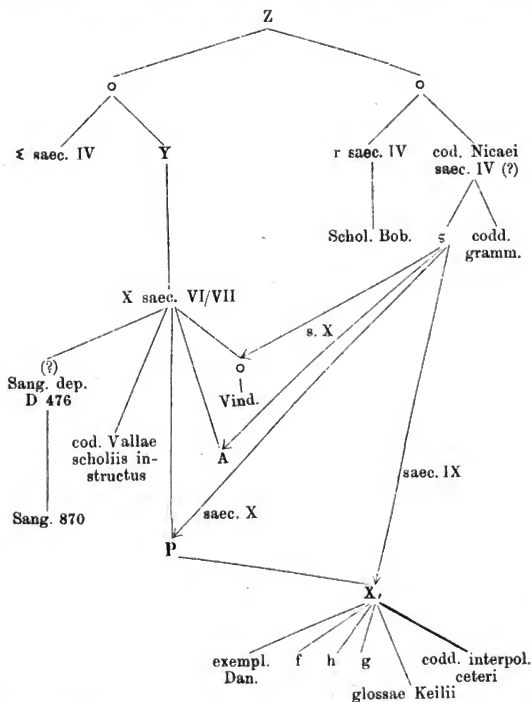 Z
ο ο
saec. IV Y r saec. IV cod. Nicaei
saec. IV (?)
Schol. Bob. ς codd.
gramm.
X saec. VI/VII
s. X
(?)
Sang. dep.
D 476
ο
Vind.
cod. Vallae
scholiis in-
structus
A
saec. IX
Sang. 870
saec. X
P
X,
exempl.
Dan.
f h g codd. interpol.
ceteri
glossae Keilii